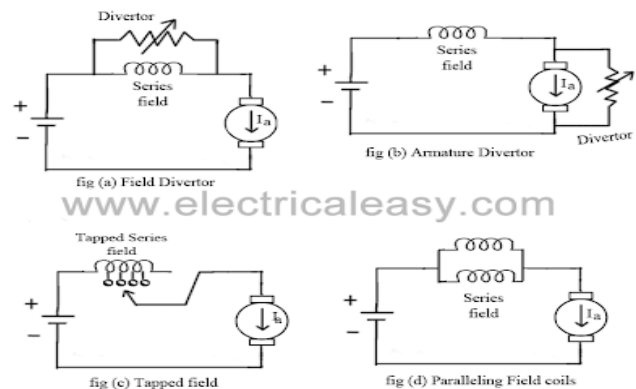 Divertor
Series
field
+
−
Ia
fig (a) Field Divertor
Series
field
+
−
Ia
Divertor
fig (b) Armature Divertor
www.electricaleasy.com
Tapped Series
field
+
−
Ia
fig (c) Tapped field
Series
field
+
−
Ia
fig (d) Paralleling Field coils